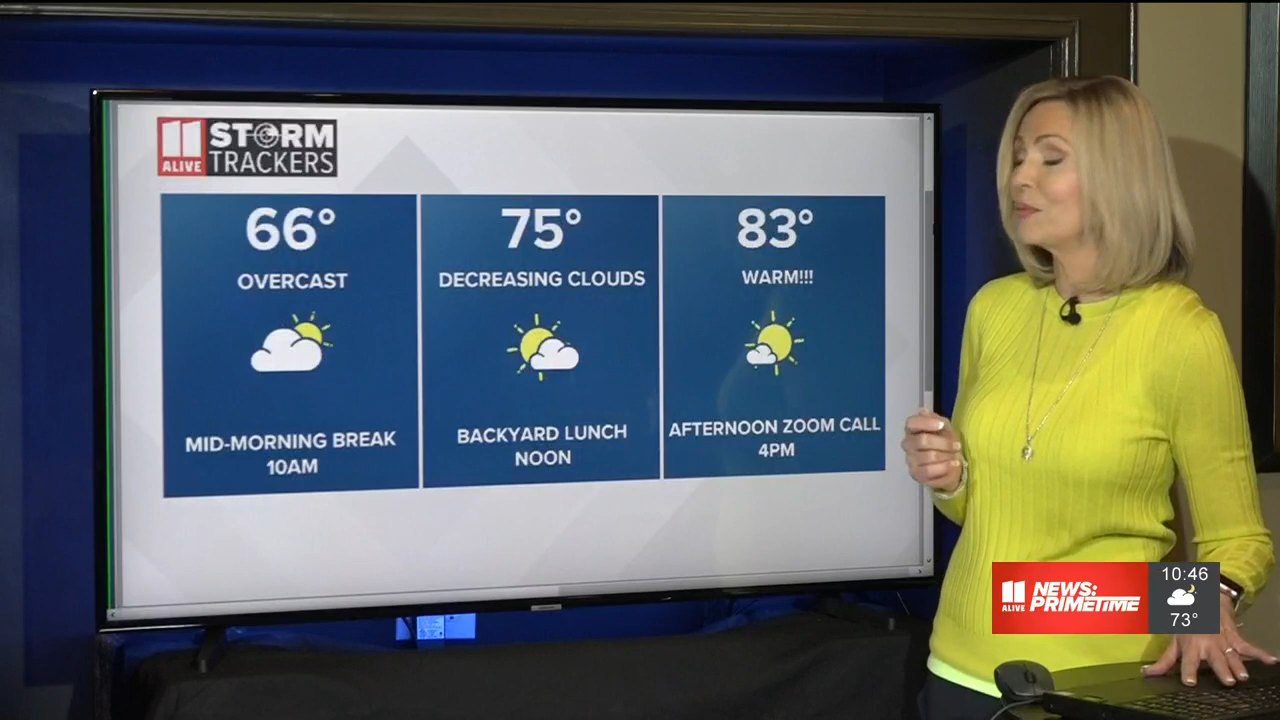 11 ALIVE STORM TRACKERS
66°
OVERCAST
MID-MORNING BREAK
10AM
75°
DECREASING CLOUDS
BACKYARD LUNCH
NOON
83°
WARM!!!
AFTERNOON ZOOM CALL
4PM
11 ALIVE NEWS: PRIMETIME
10:46
73°